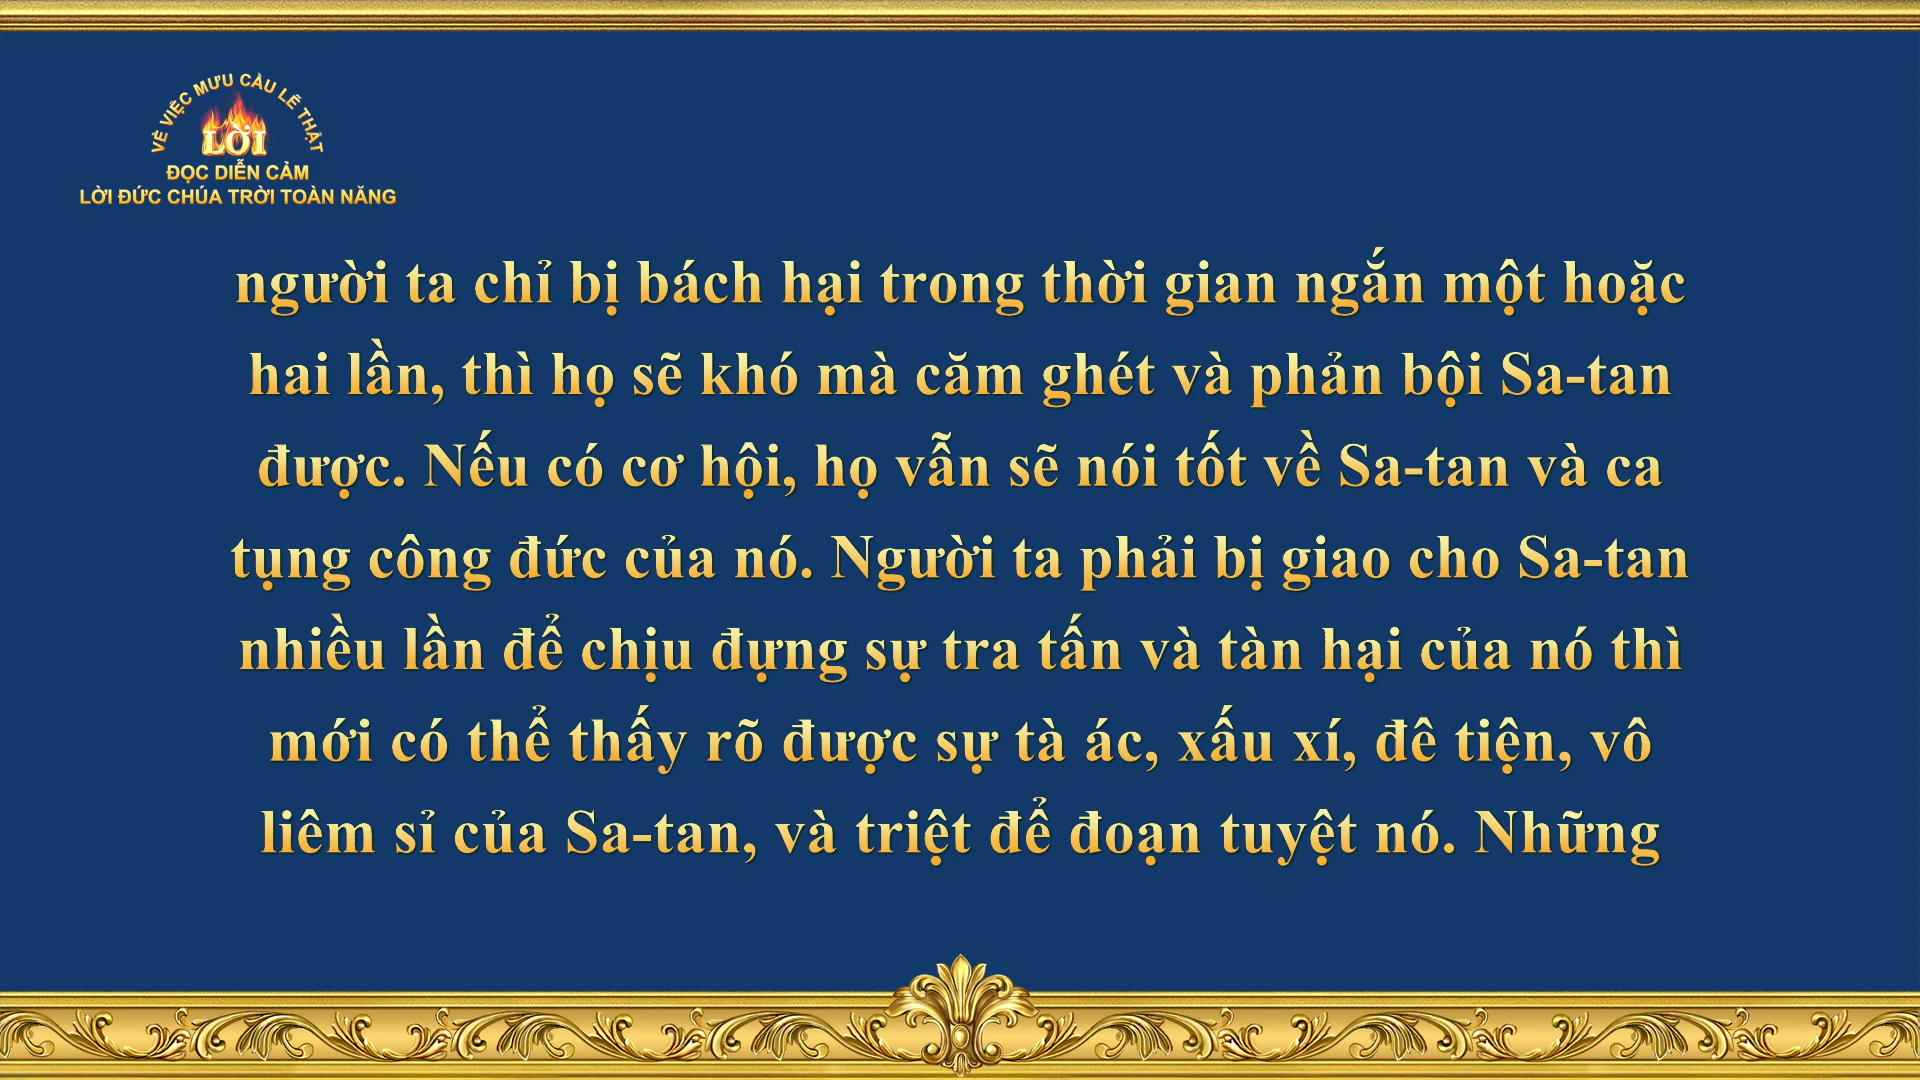 VỀ VIỆC MƯU CẦU LẼ THẬT
LỜI
ĐỌC DIỄN CẢM
LỜI ĐỨC CHÚA TRỜI TOÀN NĂNG
người ta chỉ bị bách hại trong thời gian ngắn một hoặc
hai lần, thì họ sẽ khó mà căm ghét và phản bội Sa-tan
được. Nếu có cơ hội, họ vẫn sẽ nói tốt về Sa-tan và ca
tụng công đức của nó. Người ta phải bị giao cho Sa-tan
nhiều lần để chịu đựng sự tra tấn và tàn hại của nó thì
mới có thể thấy rõ được sự tà ác, xấu xí, đê tiện, vô
liêm sỉ của Sa-tan, và triệt để đoạn tuyệt nó. Những